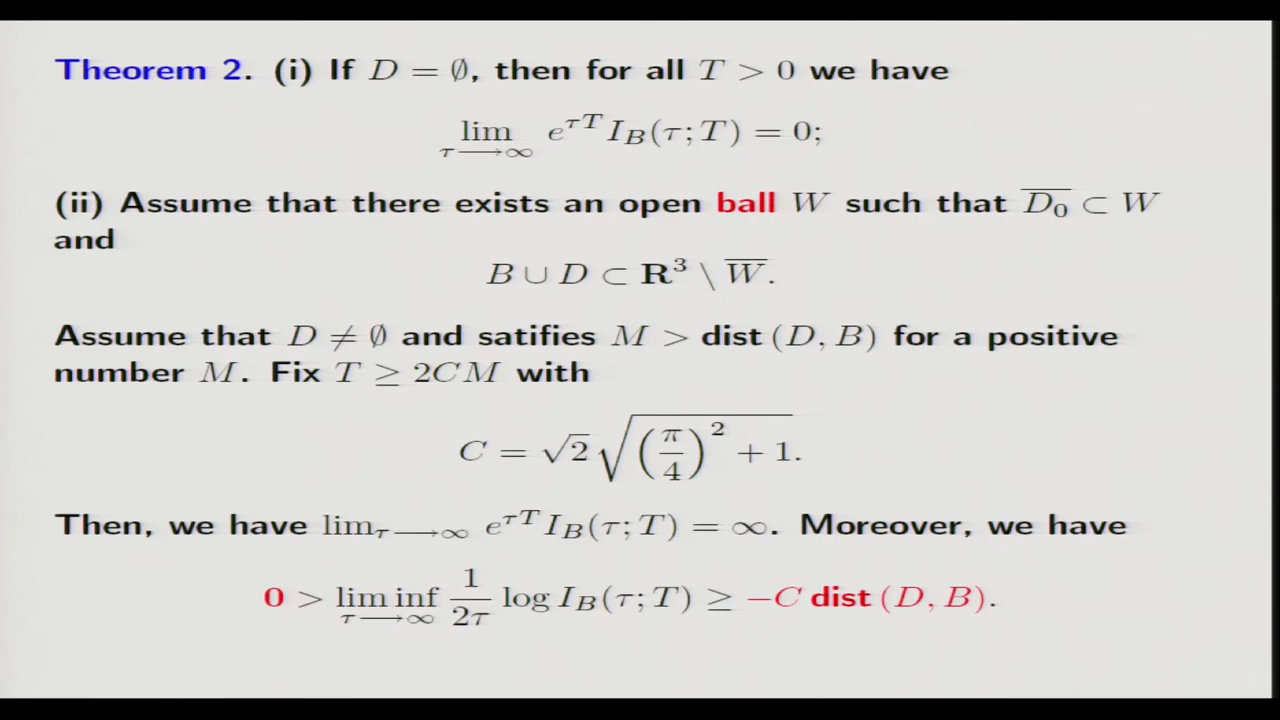 Theorem 2. (i) If D = ∅, then for all T > 0 we have
lim_{τ⟶∞} e^{τT} I_B(τ; T) = 0;
(ii) Assume that there exists an open ball W such that \overline{D_0} ⊂ W
and
B ∪ D ⊂ R³ \ \overline{W}.
Assume that D ≠ ∅ and satifies M > dist (D, B) for a positive
number M. Fix T ≥ 2CM with
C = √2 √((π/4)² + 1).
Then, we have lim_{τ⟶∞} e^{τT} I_B(τ; T) = ∞. Moreover, we have
0 > lim inf_{τ⟶∞} 1/2τ log I_B(τ; T) ≥ −C dist (D, B).